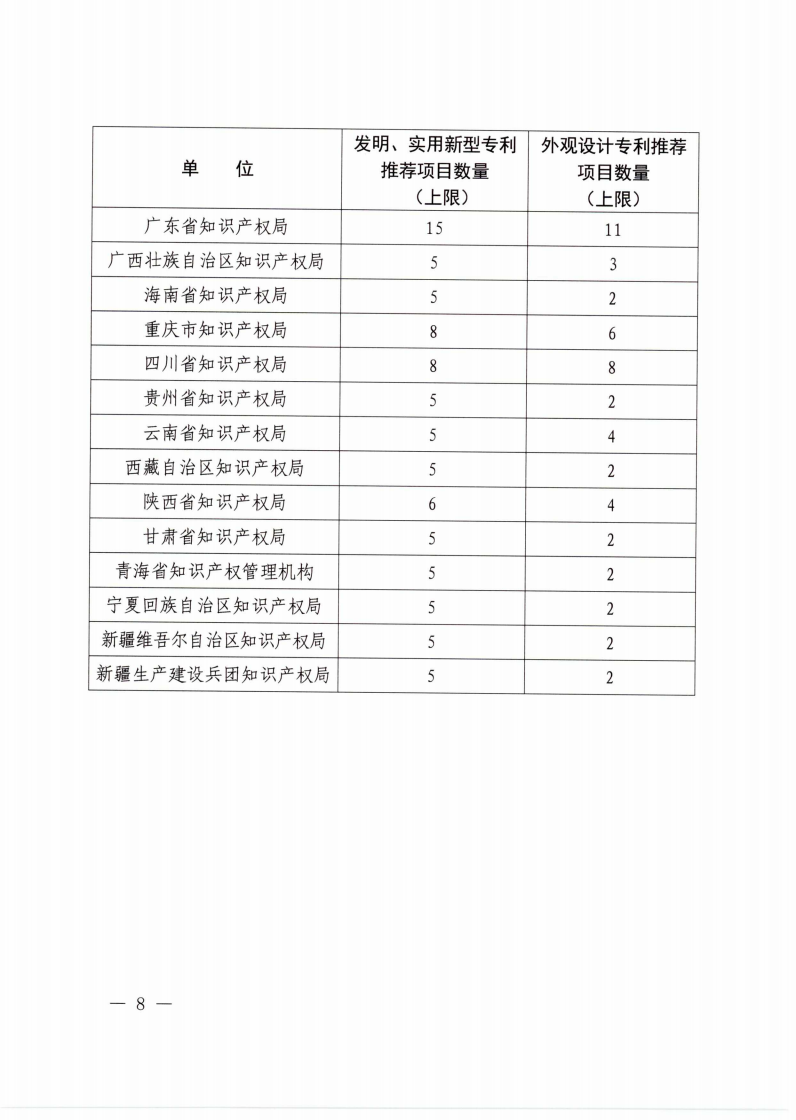 单 位 发明、实用新型专利推荐项目数量（上限） 外观设计专利推荐项目数量（上限）
广东省知识产权局 15 11
广西壮族自治区知识产权局 5 3
海南省知识产权局 5 2
重庆市知识产权局 8 6
四川省知识产权局 8 8
贵州省知识产权局 5 2
云南省知识产权局 5 4
西藏自治区知识产权局 5 2
陕西省知识产权局 6 4
甘肃省知识产权局 5 2
青海省知识产权管理机构 5 2
宁夏回族自治区知识产权局 5 2
新疆维吾尔自治区知识产权局 5 2
新疆生产建设兵团知识产权局 5 2
— 8 —